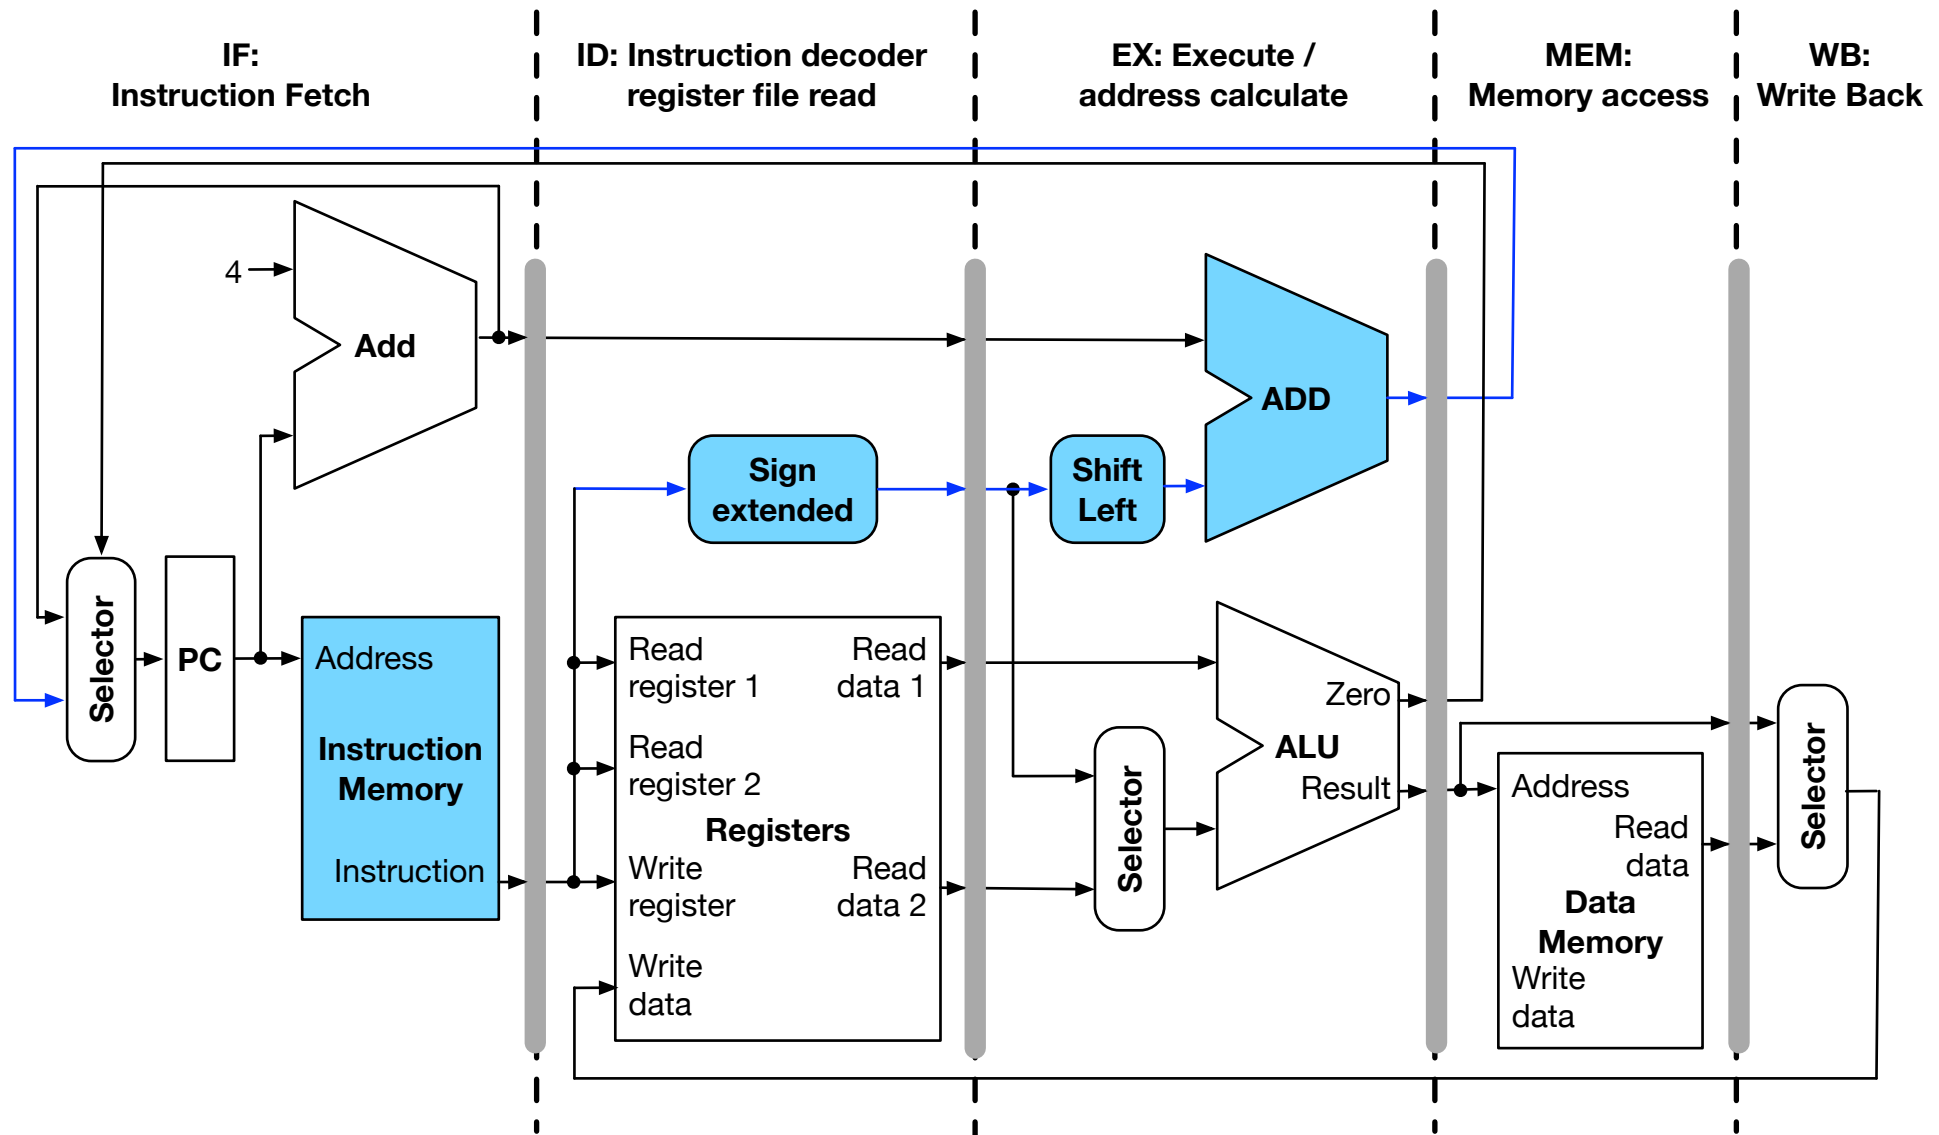 IF:
Instruction Fetch
ID: Instruction decoder
register file read
EX: Execute /
address calculate
MEM:
Memory access
WB:
Write Back
4
Add
Selector
PC
Address
Instruction
Memory
Instruction
Sign
extended
Read
register 1
Read
data 1
Read
register 2
Registers
Write
register
Read
data 2
Write
data
Shift
Left
ADD
Selector
Zero
ALU
Result
Address
Read
data
Data
Memory
Write
data
Selector